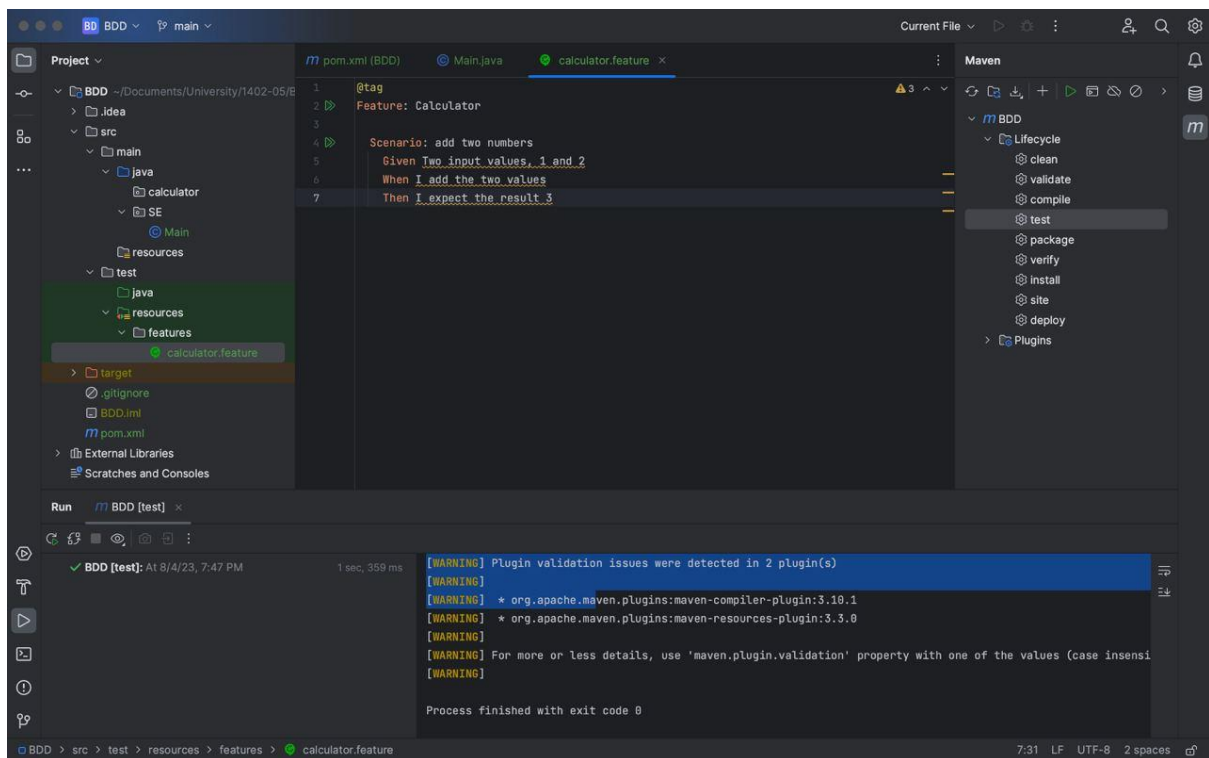 BD BDD main Current File
Project
BDD ~/Documents/University/1402-05/B
.idea
src
main
java
calculator
SE
Main
resources
test
java
resources
features
calculator.feature
target
.gitignore
BDD.iml
pom.xml
External Libraries
Scratches and Consoles
pom.xml (BDD) Main.java calculator.feature
1 @tag
2 Feature: Calculator
3
4 Scenario: add two numbers
5 Given Two input values, 1 and 2
6 When I add the two values
7 Then I expect the result 3
3
Maven
BDD
Lifecycle
clean
validate
compile
test
package
verify
install
site
deploy
Plugins
Run BDD [test]
BDD [test]: At 8/4/23, 7:47 PM 1 sec, 359 ms
[WARNING] Plugin validation issues were detected in 2 plugin(s)
[WARNING]
[WARNING]  * org.apache.maven.plugins:maven-compiler-plugin:3.10.1
[WARNING]  * org.apache.maven.plugins:maven-resources-plugin:3.3.0
[WARNING]
[WARNING] For more or less details, use 'maven.plugin.validation' property with one of the values (case insensi
[WARNING]
Process finished with exit code 0
BDD > src > test > resources > features > calculator.feature 7:31 LF UTF-8 2 spaces